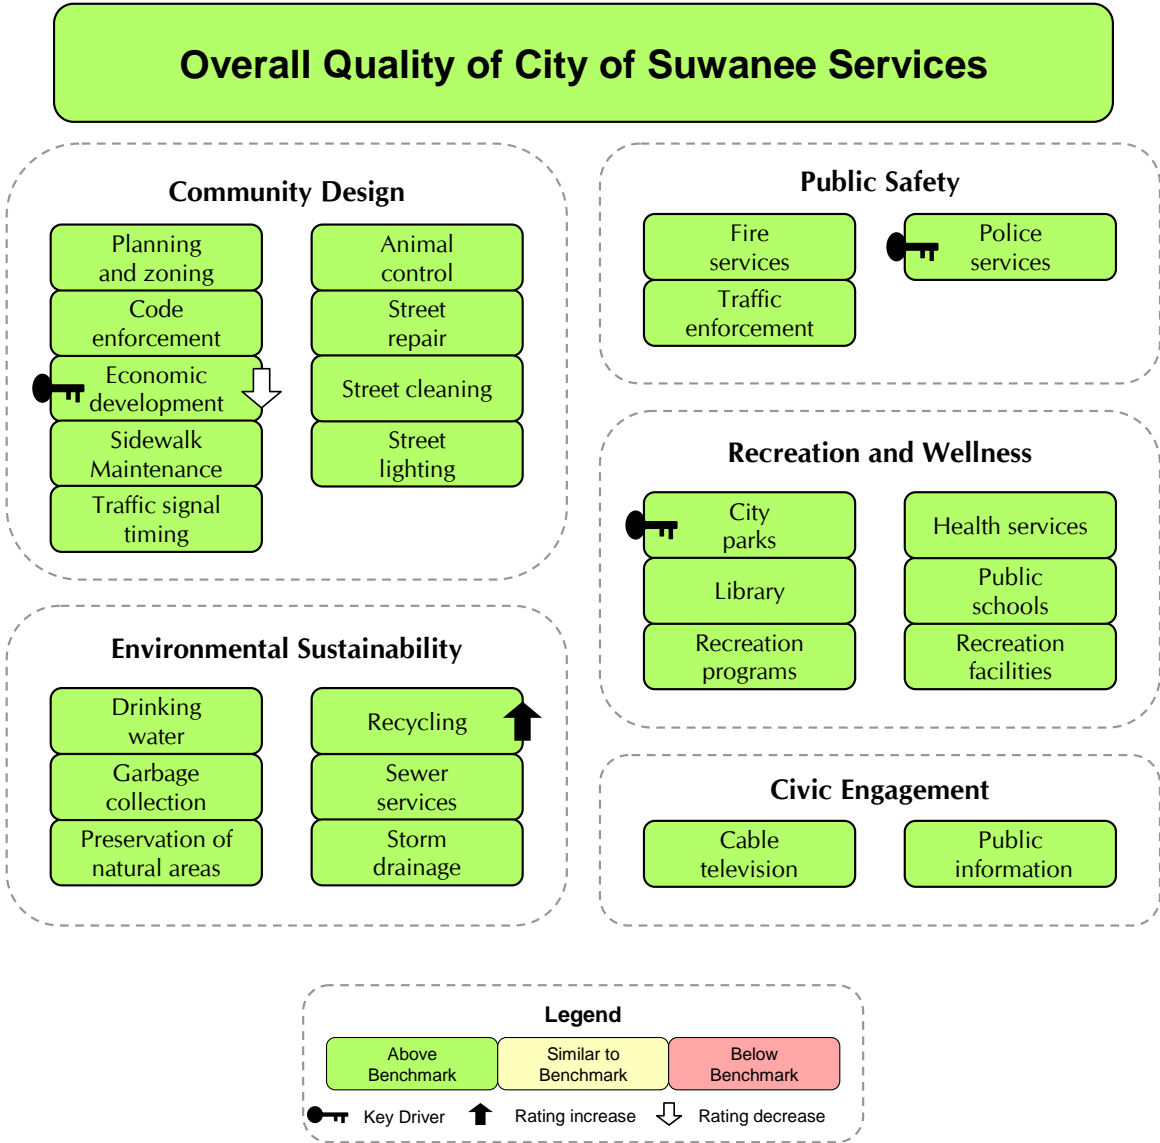 Overall Quality of City of Suwanee Services
Community Design
Planning
and zoning
Code
enforcement
Economic
development
Sidewalk
Maintenance
Traffic signal
timing
Animal
control
Street
repair
Street cleaning
Street
lighting
Environmental Sustainability
Drinking
water
Garbage
collection
Preservation of
natural areas
Recycling
Sewer
services
Storm
drainage
Public Safety
Fire
services
Traffic
enforcement
Police
services
Recreation and Wellness
City
parks
Library
Recreation
programs
Health services
Public
schools
Recreation
facilities
Civic Engagement
Cable
television
Public
information
Legend
Above
Benchmark
Similar to
Benchmark
Below
Benchmark
Key Driver
Rating increase
Rating decrease